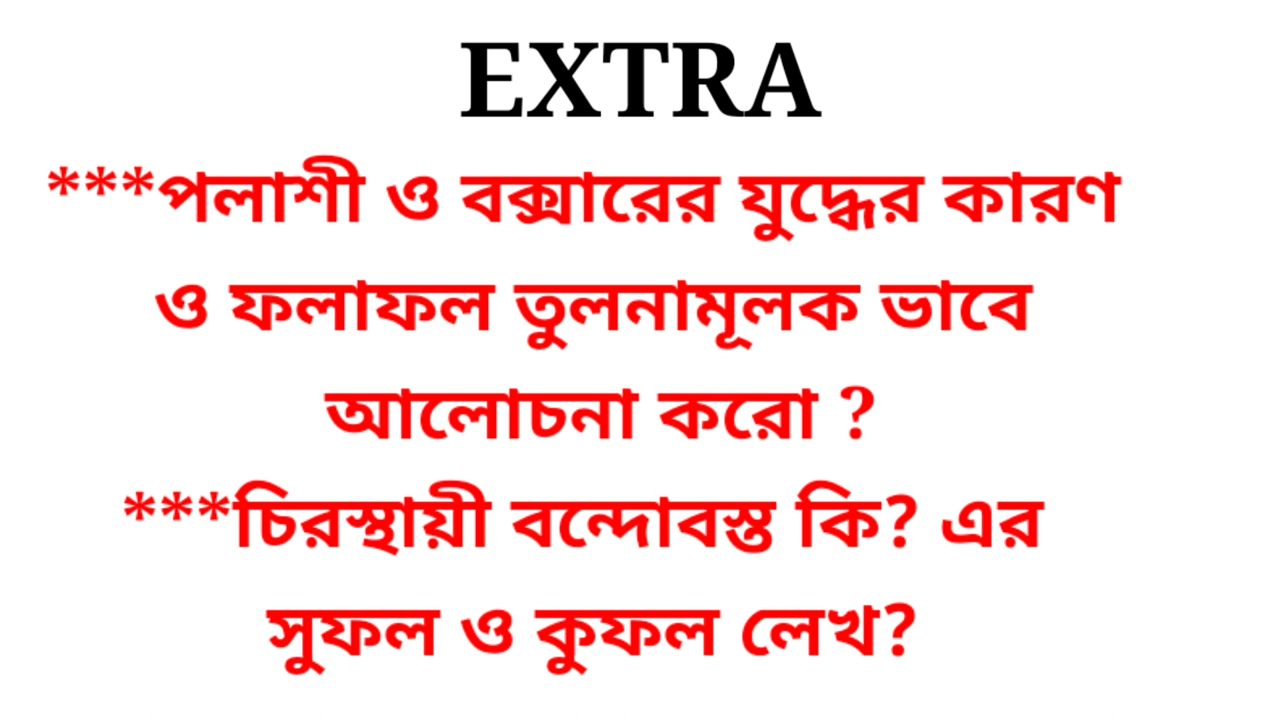 EXTRA
***পলাশী ও বক্সারের যুদ্ধের কারণ
ও ফলাফল তুলনামূলক ভাবে
আলোচনা করো ?
***চিরস্থায়ী বন্দোবস্ত কি? এর
সুফল ও কুফল লেখ?